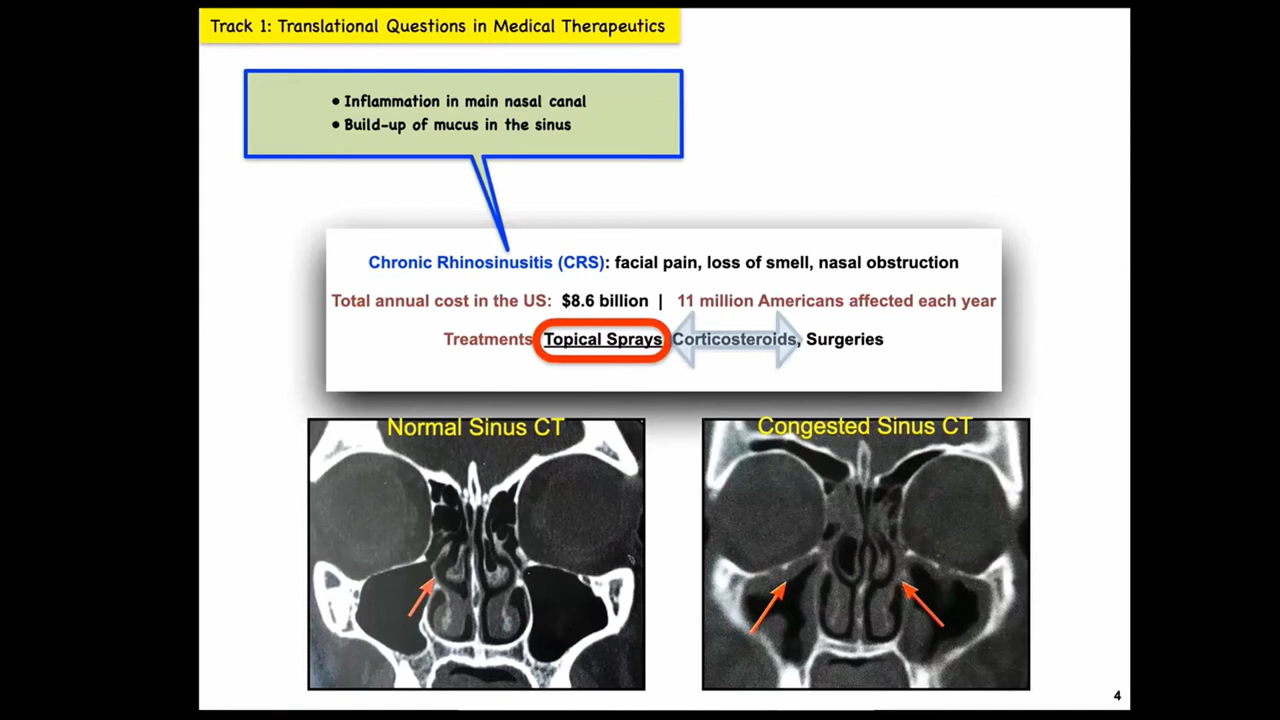 Track 1: Translational Questions in Medical Therapeutics
• Inflammation in main nasal canal
• Build-up of mucus in the sinus
Chronic Rhinosinusitis (CRS): facial pain, loss of smell, nasal obstruction
Total annual cost in the US: $8.6 billion | 11 million Americans affected each year
Treatments Topical Sprays Corticosteroids, Surgeries
Normal Sinus CT
Congested Sinus CT
4